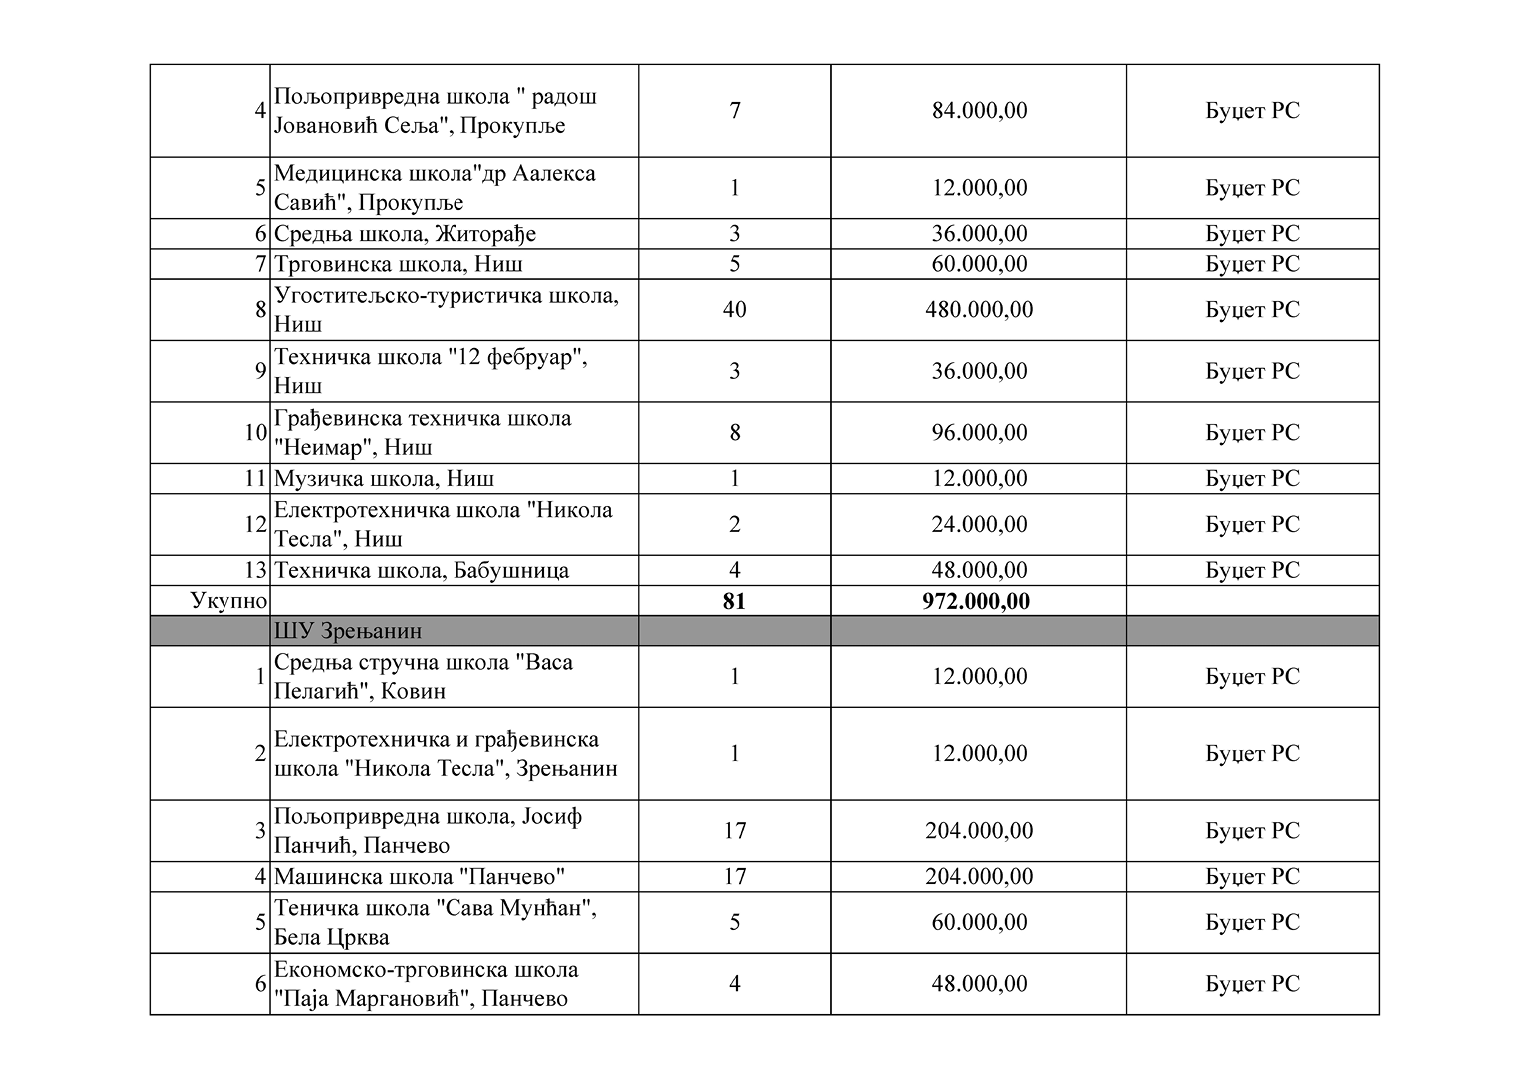 4 Пољопривредна школа " радош
Јовановић Сеља", Прокупље 7 84.000,00 Буџет РС
5 Медицинска школа"др Аалекса
Савић", Прокупље 1 12.000,00 Буџет РС
6 Средња школа, Житорађе 3 36.000,00 Буџет РС
7 Трговинска школа, Ниш 5 60.000,00 Буџет РС
8 Угоститељско-туристичка школа,
Ниш 40 480.000,00 Буџет РС
9 Техничка школа "12 фебруар",
Ниш 3 36.000,00 Буџет РС
10 Грађевинска техничка школа
"Неимар", Ниш 8 96.000,00 Буџет РС
11 Музичка школа, Ниш 1 12.000,00 Буџет РС
12 Електротехничка школа "Никола
Тесла", Ниш 2 24.000,00 Буџет РС
13 Техничка школа, Бабушница 4 48.000,00 Буџет РС
Укупно 81 972.000,00
ШУ Зрењанин
1 Средња стручна школа "Васа
Пелагић", Ковин 1 12.000,00 Буџет РС
2 Електротехничка и грађевинска
школа "Никола Тесла", Зрењанин 1 12.000,00 Буџет РС
3 Пољопривредна школа, Јосиф
Панчић, Панчево 17 204.000,00 Буџет РС
4 Машинска школа "Панчево" 17 204.000,00 Буџет РС
5 Теничка школа "Сава Мунћан",
Бела Црква 5 60.000,00 Буџет РС
6 Економско-трговинска школа
"Паја Маргановић", Панчево 4 48.000,00 Буџет РС